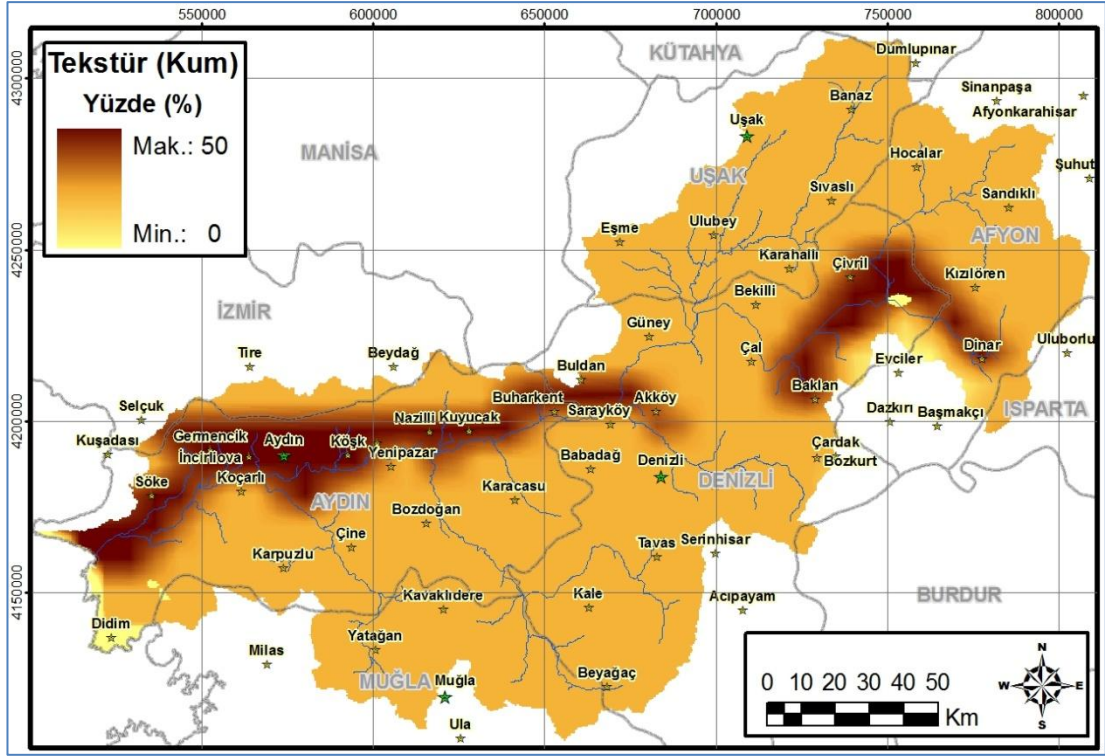 550000
600000
650000
700000
750000
800000
4300000
4250000
4200000
4150000
Tekstür (Kum)
Yüzde (%)
Mak.: 50
Min.: 0
KÜTAHYA
Dumlupınar
Sinanpaşa
Afyonkarahisar
Banaz
Uşak
MANİSA
Hocalar
Şuhut
UŞAK
Sıvaslı
Sandıklı
Eşme
Ulubey
AFYON
Karahallı
Çivril
Kızılören
Bekilli
İZMİR
Güney
Tire
Beydağ
Çal
Dinar
Uluborlu
Buldan
Evciler
Baklan
Selçuk
Buharkent
Akköy
Nazilli
Kuyucak
Sarayköy
Dazkırı
Başmakçı
ISPARTA
Kuşadası
Germencik
Aydın
Köşk
İncirliova
Yenipazar
Babadağ
Denizli
Çardak
Bozkurt
Söke
Koçarlı
DENİZLİ
AYDIN
Karacasu
Bozdoğan
Çine
Tavas
Serinhisar
Karpuzlu
Kavaklıdere
Kale
Acıpayam
BURDUR
Didim
Yatağan
Milas
MUĞLA
Muğla
Beyağaç
Ula
0 10 20 30 40 50
Km
N
W
E
S